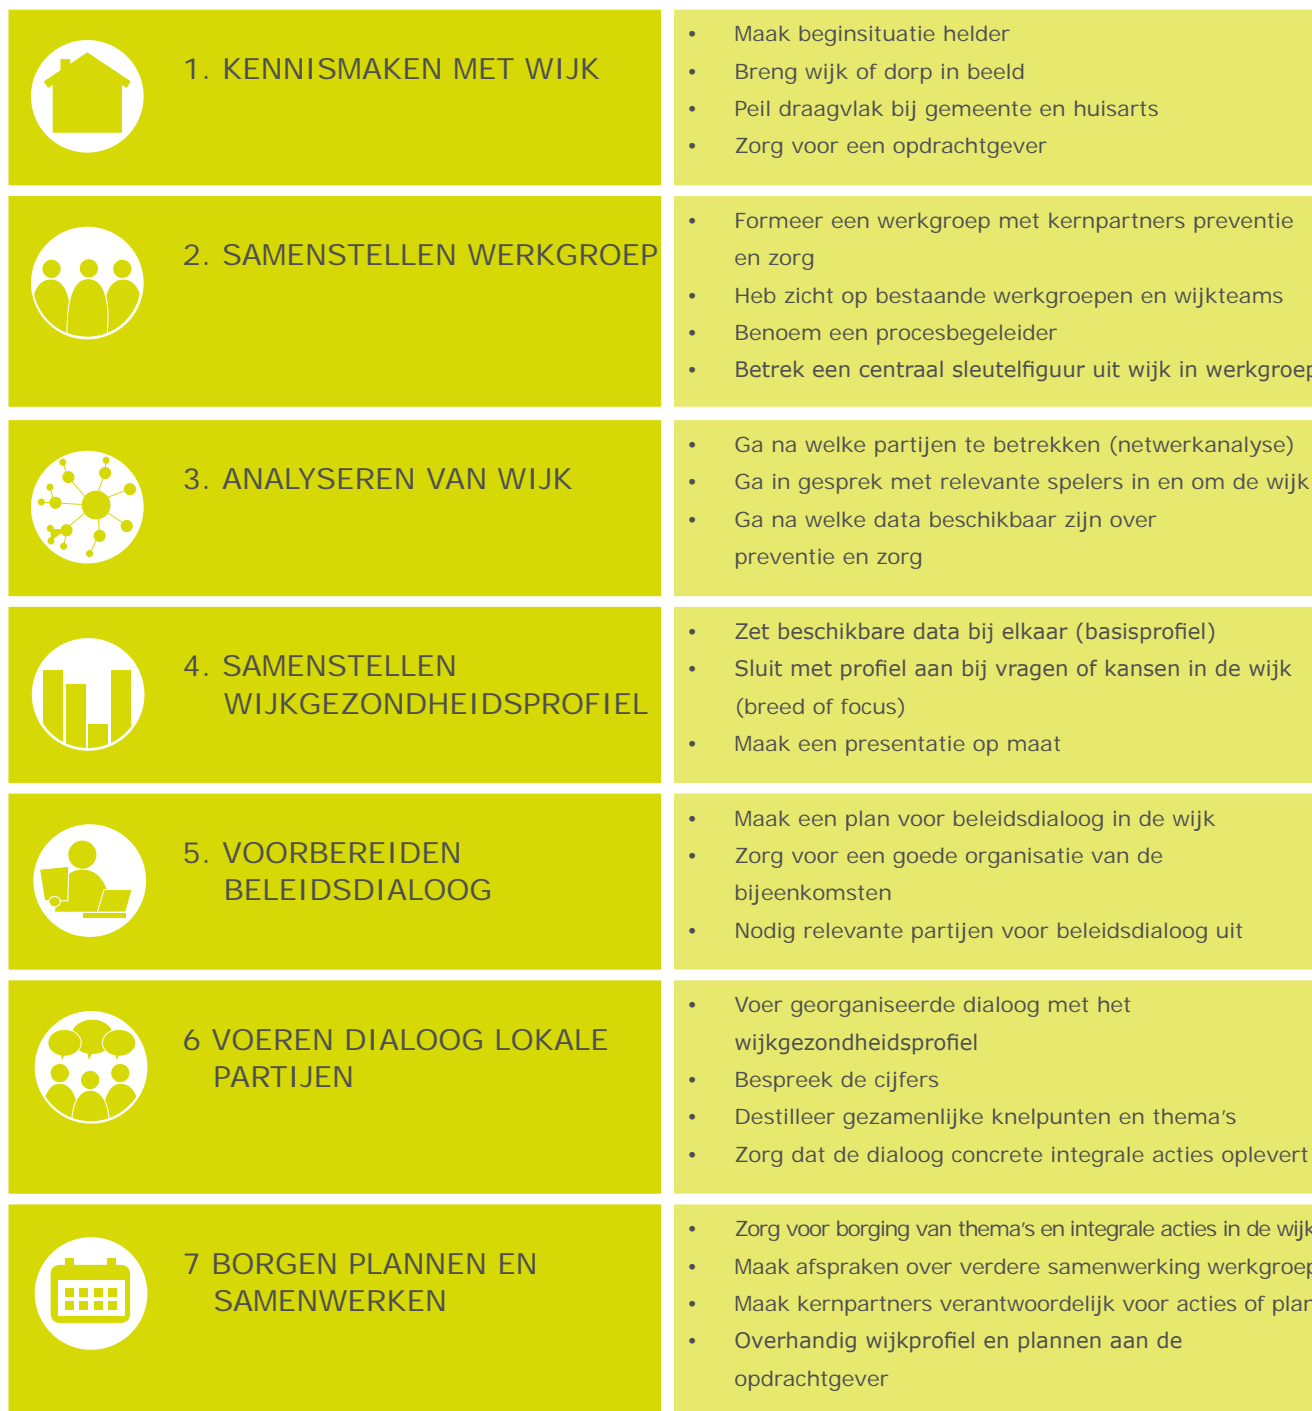 1. KENNISMAKEN MET WIJK
• Maak beginsituatie helder
• Breng wijk of dorp in beeld
• Peil draagvlak bij gemeente en huisarts
• Zorg voor een opdrachtgever
2. SAMENSTELLEN WERKGROEP
• Formeer een werkgroep met kernpartners preventie
en zorg
• Heb zicht op bestaande werkgroepen en wijkteams
• Benoem een procesbegeleider
• Betrek een centraal sleutelfiguur uit wijk in werkgroep
3. ANALYSEREN VAN WIJK
• Ga na welke partijen te betrekken (netwerkanalyse)
• Ga in gesprek met relevante spelers in en om de wijk
• Ga na welke data beschikbaar zijn over
preventie en zorg
4. SAMENSTELLEN
WIJKGEZONDHEIDSPROFIEL
• Zet beschikbare data bij elkaar (basisprofiel)
• Sluit met profiel aan bij vragen of kansen in de wijk
(breed of focus)
• Maak een presentatie op maat
5. VOORBEREIDEN
BELEIDSDIALOOG
• Maak een plan voor beleidsdialoog in de wijk
• Zorg voor een goede organisatie van de
bijeenkomsten
• Nodig relevante partijen voor beleidsdialoog uit
6 VOEREN DIALOOG LOKALE
PARTIJEN
• Voer georganiseerde dialoog met het
wijkgezondheidsprofiel
• Bespreek de cijfers
• Destilleer gezamenlijke knelpunten en thema's
• Zorg dat de dialoog concrete integrale acties oplevert
7 BORGEN PLANNEN EN
SAMENWERKEN
• Zorg voor borging van thema's en integrale acties in de wijk
• Maak afspraken over verdere samenwerking werkgroep
• Maak kernpartners verantwoordelijk voor acties of plan
• Overhandig wijkprofiel en plannen aan de
opdrachtgever